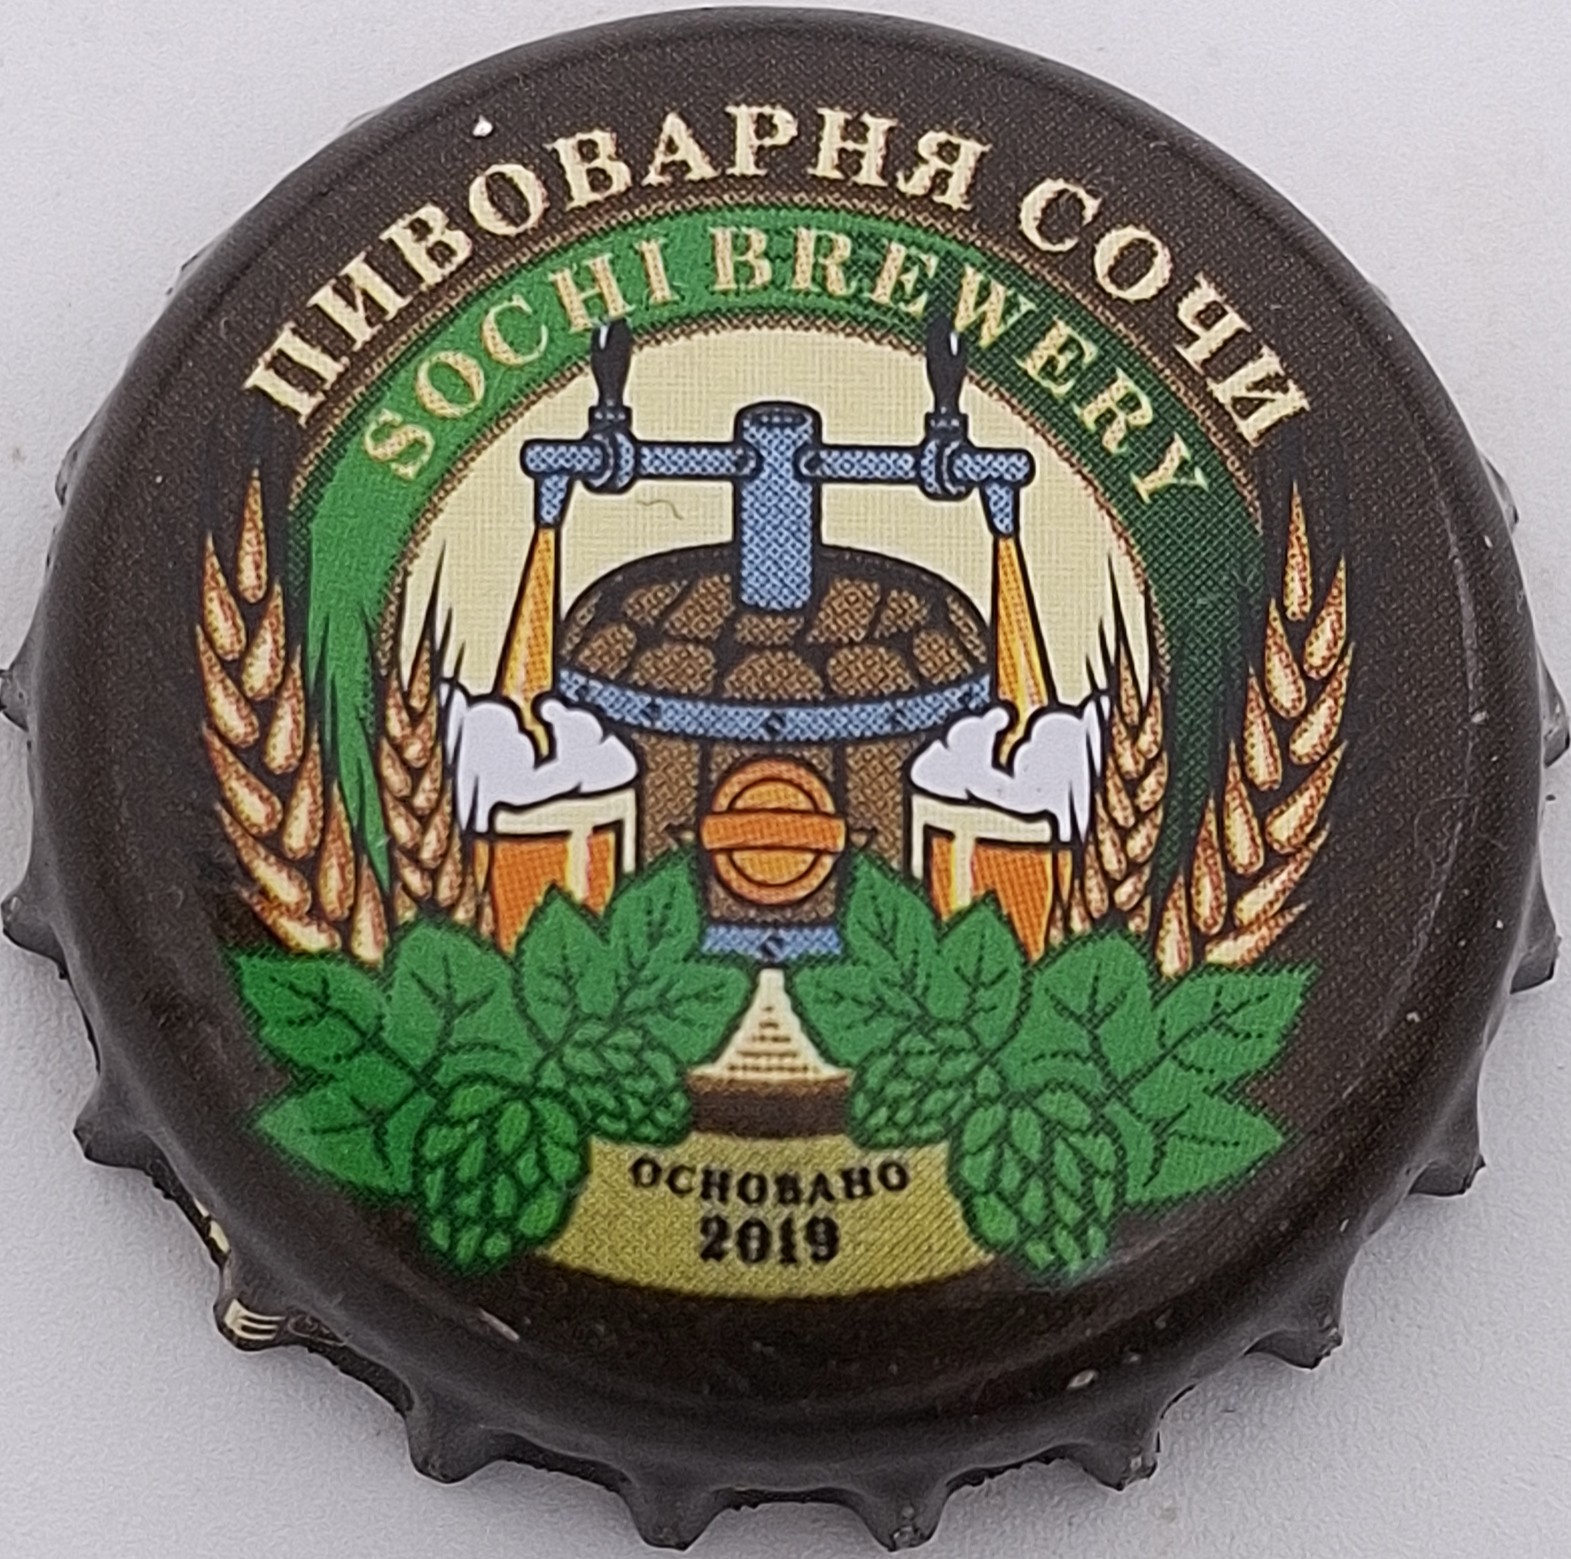 ПИВОВАРНЯ СОЧИ
SOCHI BREWERY
ОСНОВАНО
2019